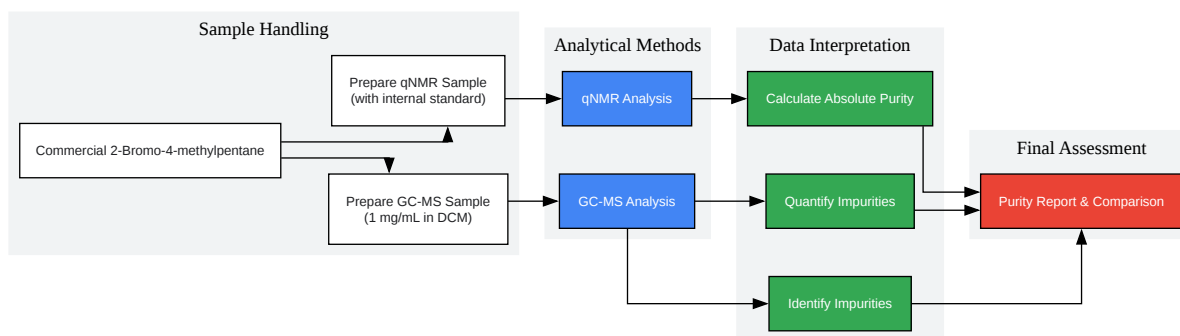 Sample Handling
Analytical Methods
Data Interpretation
Final Assessment
Prepare qNMR Sample
(with internal standard)
qNMR Analysis
Calculate Absolute Purity
Commercial 2-Bromo-4-methylpentane
Prepare GC-MS Sample
(1 mg/mL in DCM)
GC-MS Analysis
Quantify Impurities
Purity Report & Comparison
Identify Impurities